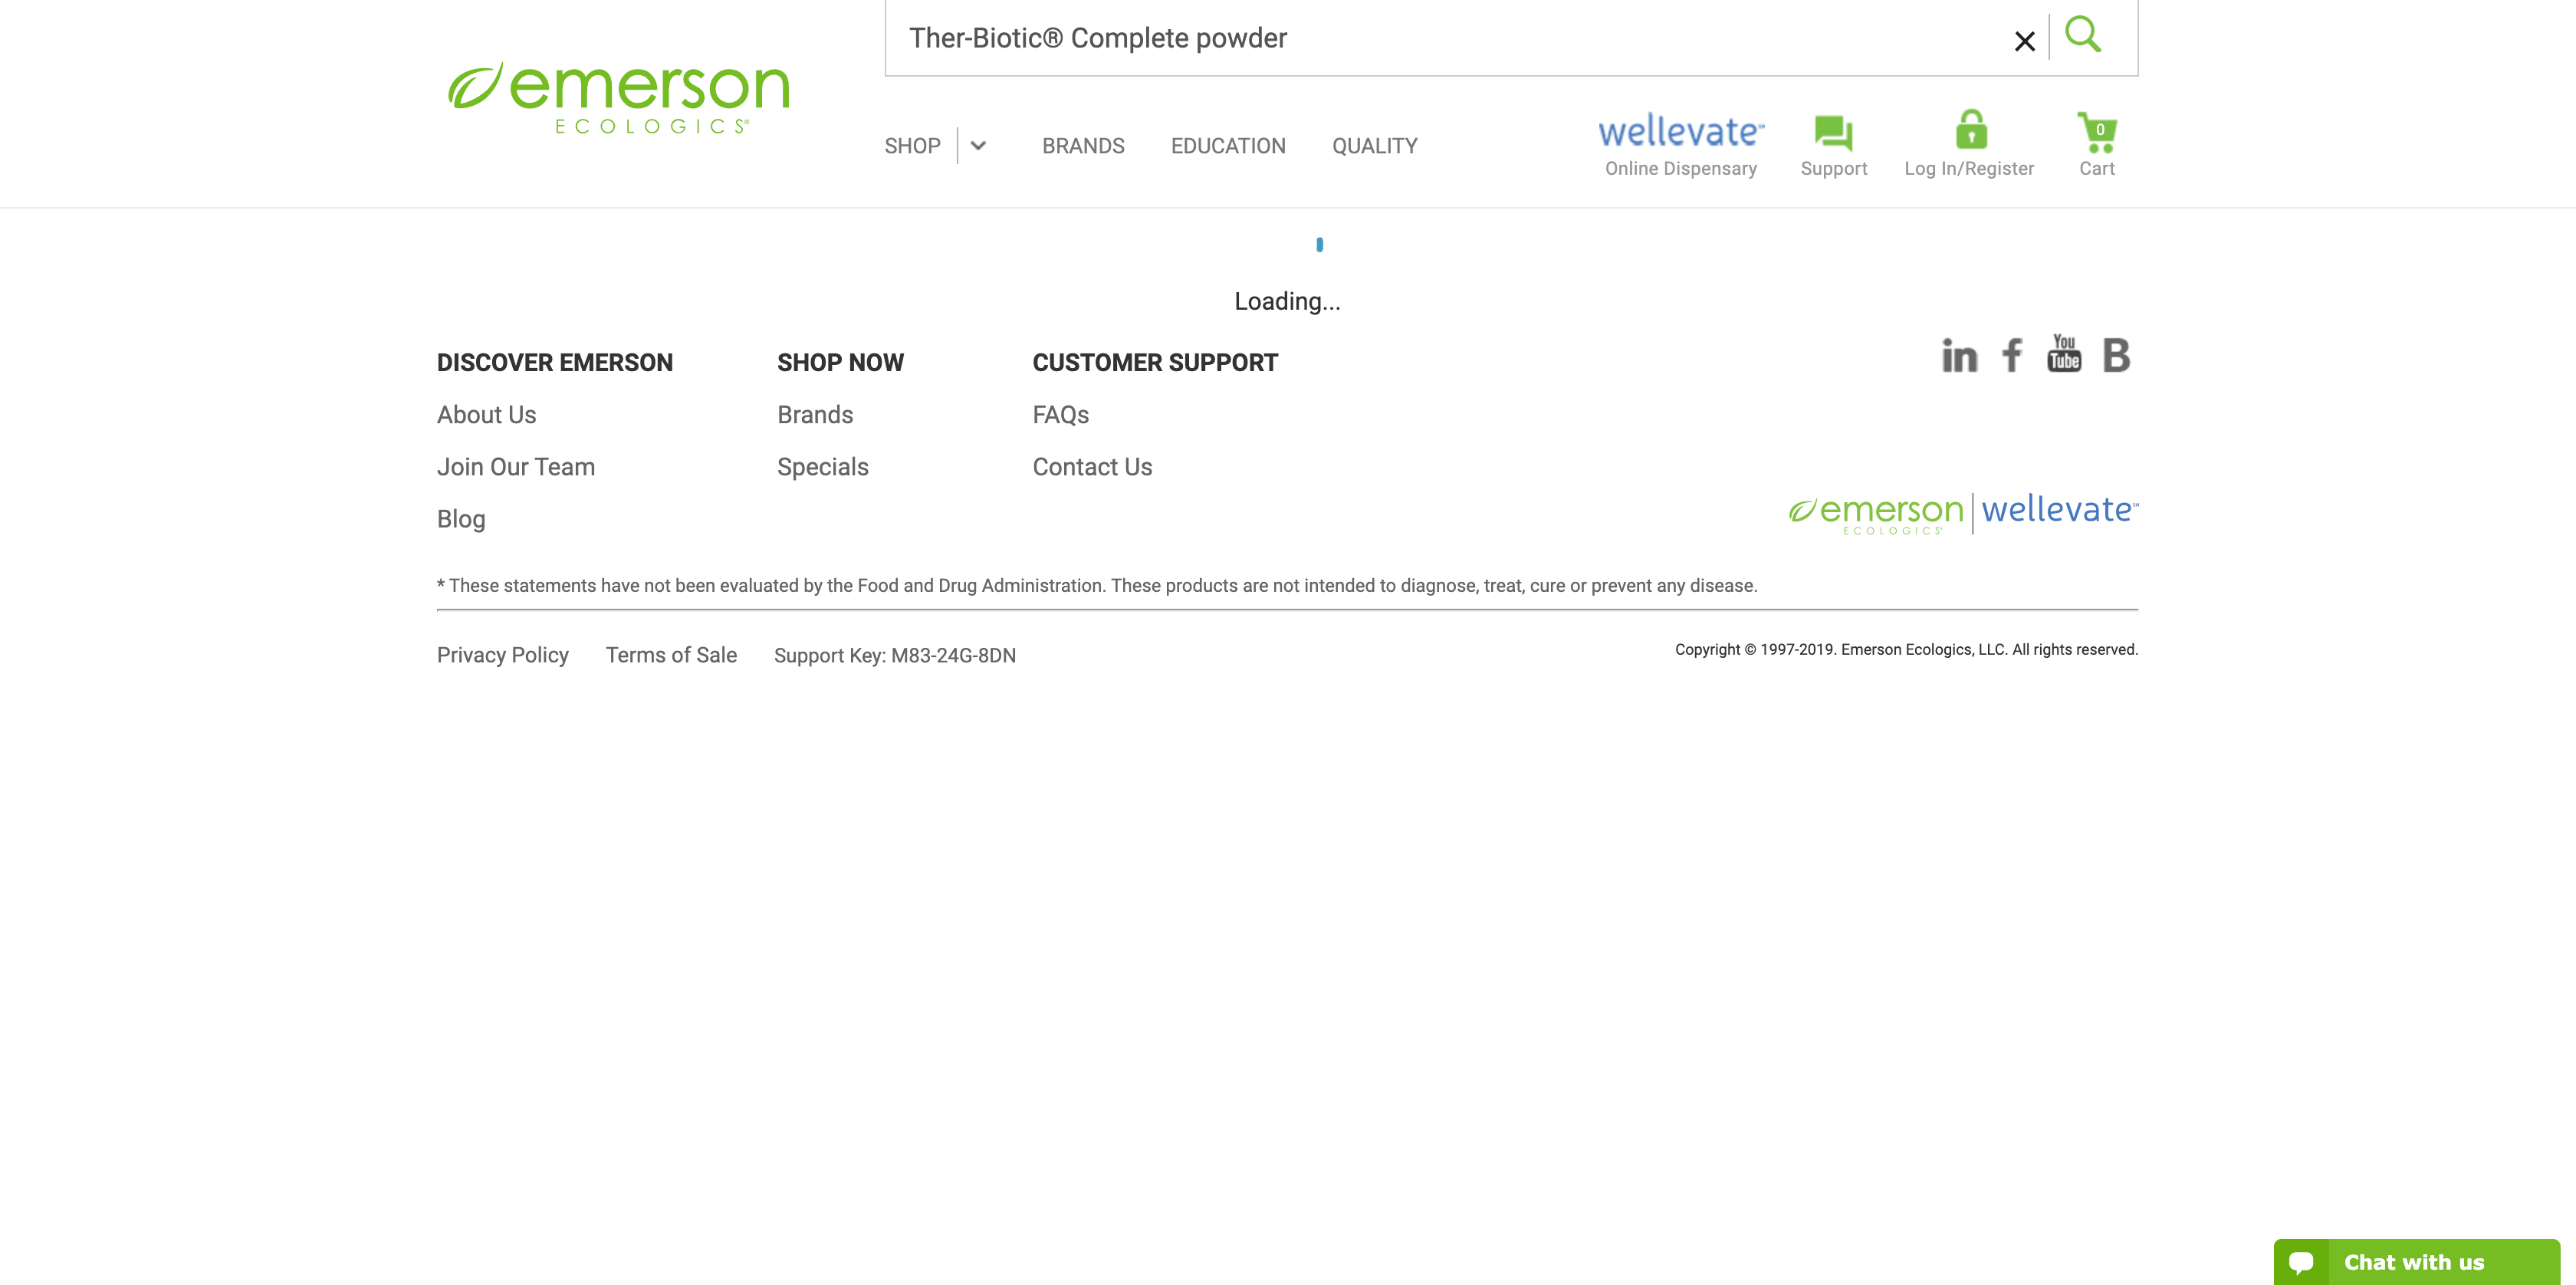 Ther-Biotic® Complete powder
emerson
ECOLOGICS®
SHOP
BRANDS
EDUCATION
QUALITY
wellevate℠
Online Dispensary
Support
Log In/Register
0
Cart
Loading...
DISCOVER EMERSON
About Us
Join Our Team
Blog
SHOP NOW
Brands
Specials
CUSTOMER SUPPORT
FAQs
Contact Us
in f You Tube B
emerson ECOLOGICS® | wellevate℠
* These statements have not been evaluated by the Food and Drug Administration. These products are not intended to diagnose, treat, cure or prevent any disease.
Privacy Policy Terms of Sale Support Key: M83-24G-8DN
Copyright © 1997-2019. Emerson Ecologics, LLC. All rights reserved.
Chat with us